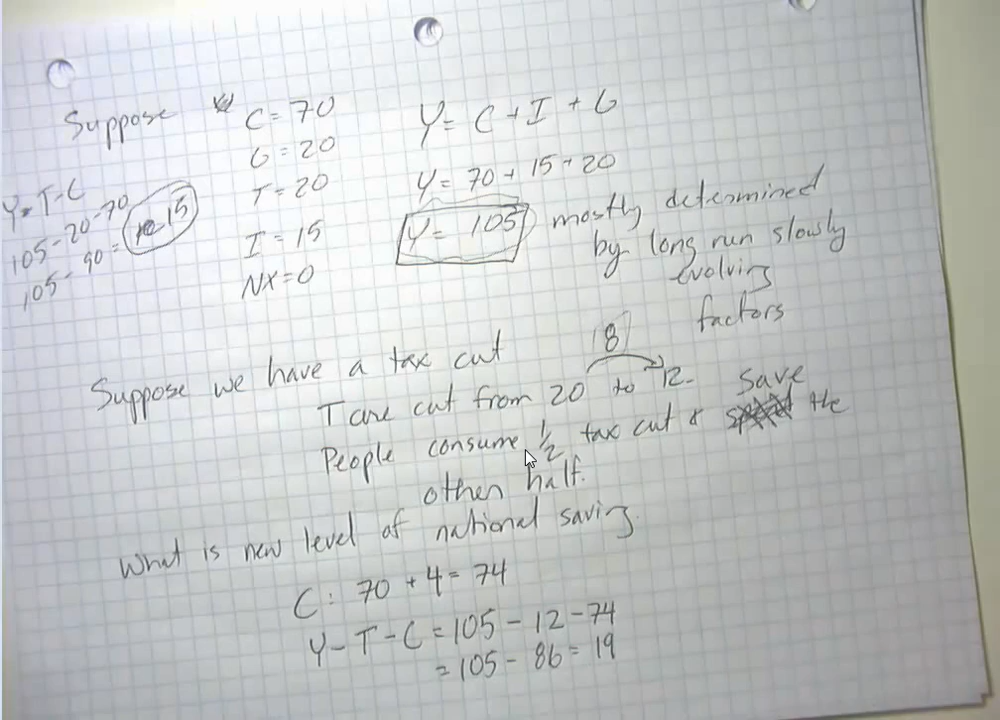 Suppose
C = 70
G = 20
T = 20
I = 15
NX = 0
Y = T - C
105 - 20 - 70
105 - 90 = 15
Y = C + I + G
Y = 70 + 15 + 20
Y = 105 mostly determined
by long run slowly
evolving
factors
Suppose we have a tax cut
8
T are cut from 20 to 12.
People consume 1/2 tax cut & save the
other half.
What is new level of national saving.
C: 70 + 4 = 74
Y - T - C = 105 - 12 - 74
= 105 - 86 = 19